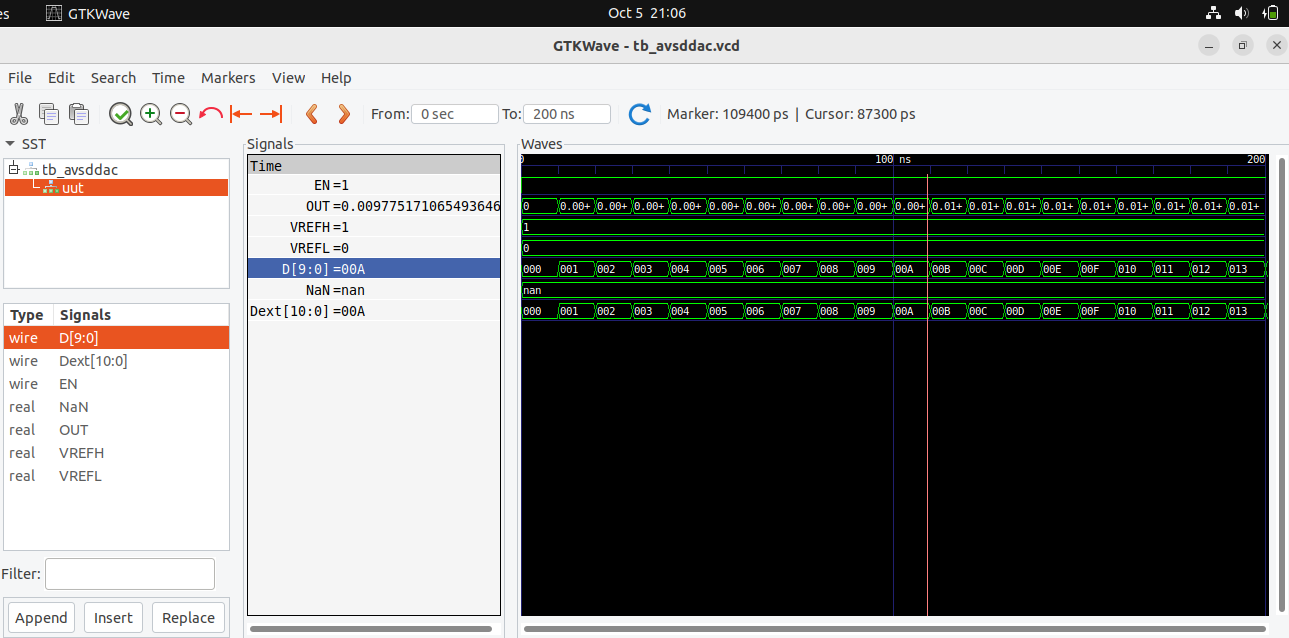 es GTKWave Oct 5 21:06
GTKWave - tb_avsddac.vcd
File Edit Search Time Markers View Help
From: 0 sec To: 200 ns Marker: 109400 ps | Cursor: 87300 ps
SST
tb_avsddac
uut
Type Signals
wire D[9:0]
wire Dext[10:0]
wire EN
real NaN
real OUT
real VREFH
real VREFL
Filter:
Append Insert Replace
Signals
Time
EN=1
OUT=0.009775171065493646
VREFH=1
VREFL=0
D[9:0]=00A
NaN=nan
Dext[10:0]=00A
Waves
0 100 ns 200
0 0.00+ 0.00+ 0.00+ 0.00+ 0.00+ 0.00+ 0.00+ 0.00+ 0.00+ 0.00+ 0.01+ 0.01+ 0.01+ 0.01+ 0.01+ 0.01+ 0.01+ 0.01+ 0.01+
1
0
000 001 002 003 004 005 006 007 008 009 00A 00B 00C 00D 00E 00F 010 011 012 013
nan
000 001 002 003 004 005 006 007 008 009 00A 00B 00C 00D 00E 00F 010 011 012 013